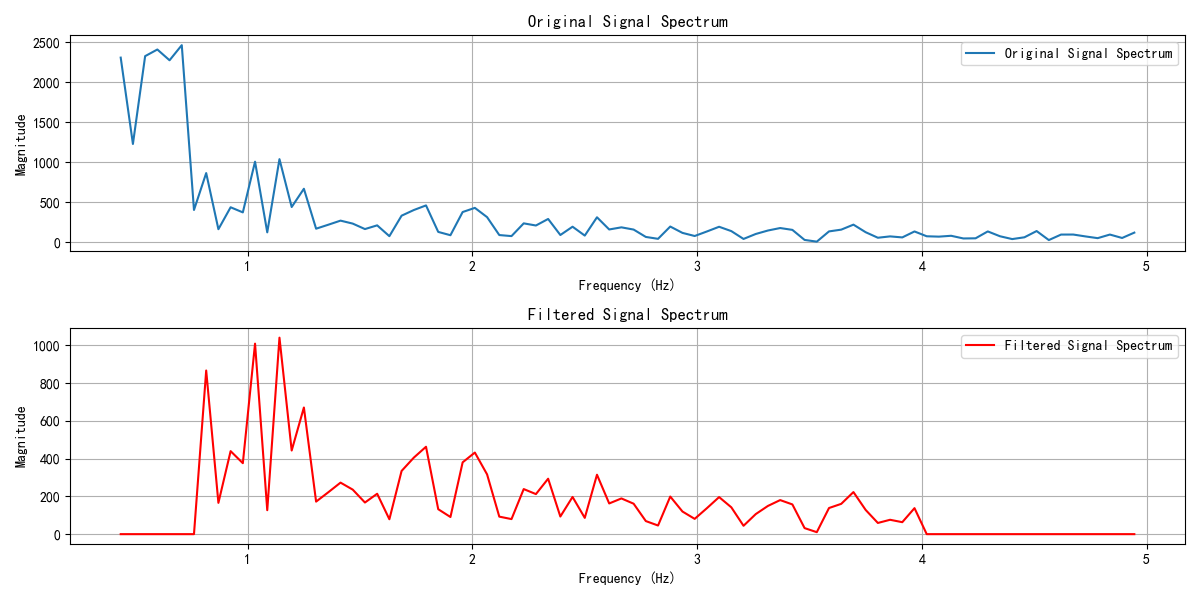 Original Signal Spectrum
2500
2000
1500
1000
500
0
Magnitude
Original Signal Spectrum
1 2 3 4 5
Frequency (Hz)
Filtered Signal Spectrum
1000
800
600
400
200
0
Magnitude
Filtered Signal Spectrum
1 2 3 4 5
Frequency (Hz)